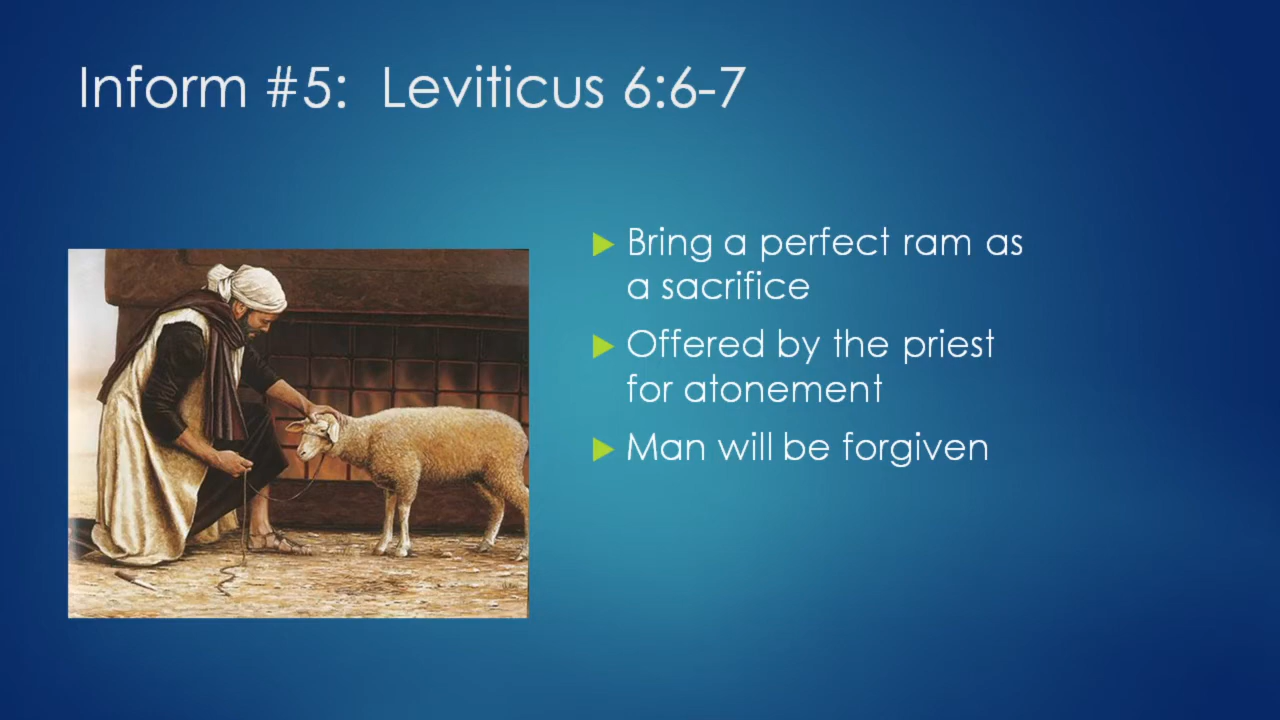 Inform #5:  Leviticus 6:6-7
Bring a perfect ram as
a sacrifice
Offered by the priest
for atonement
Man will be forgiven